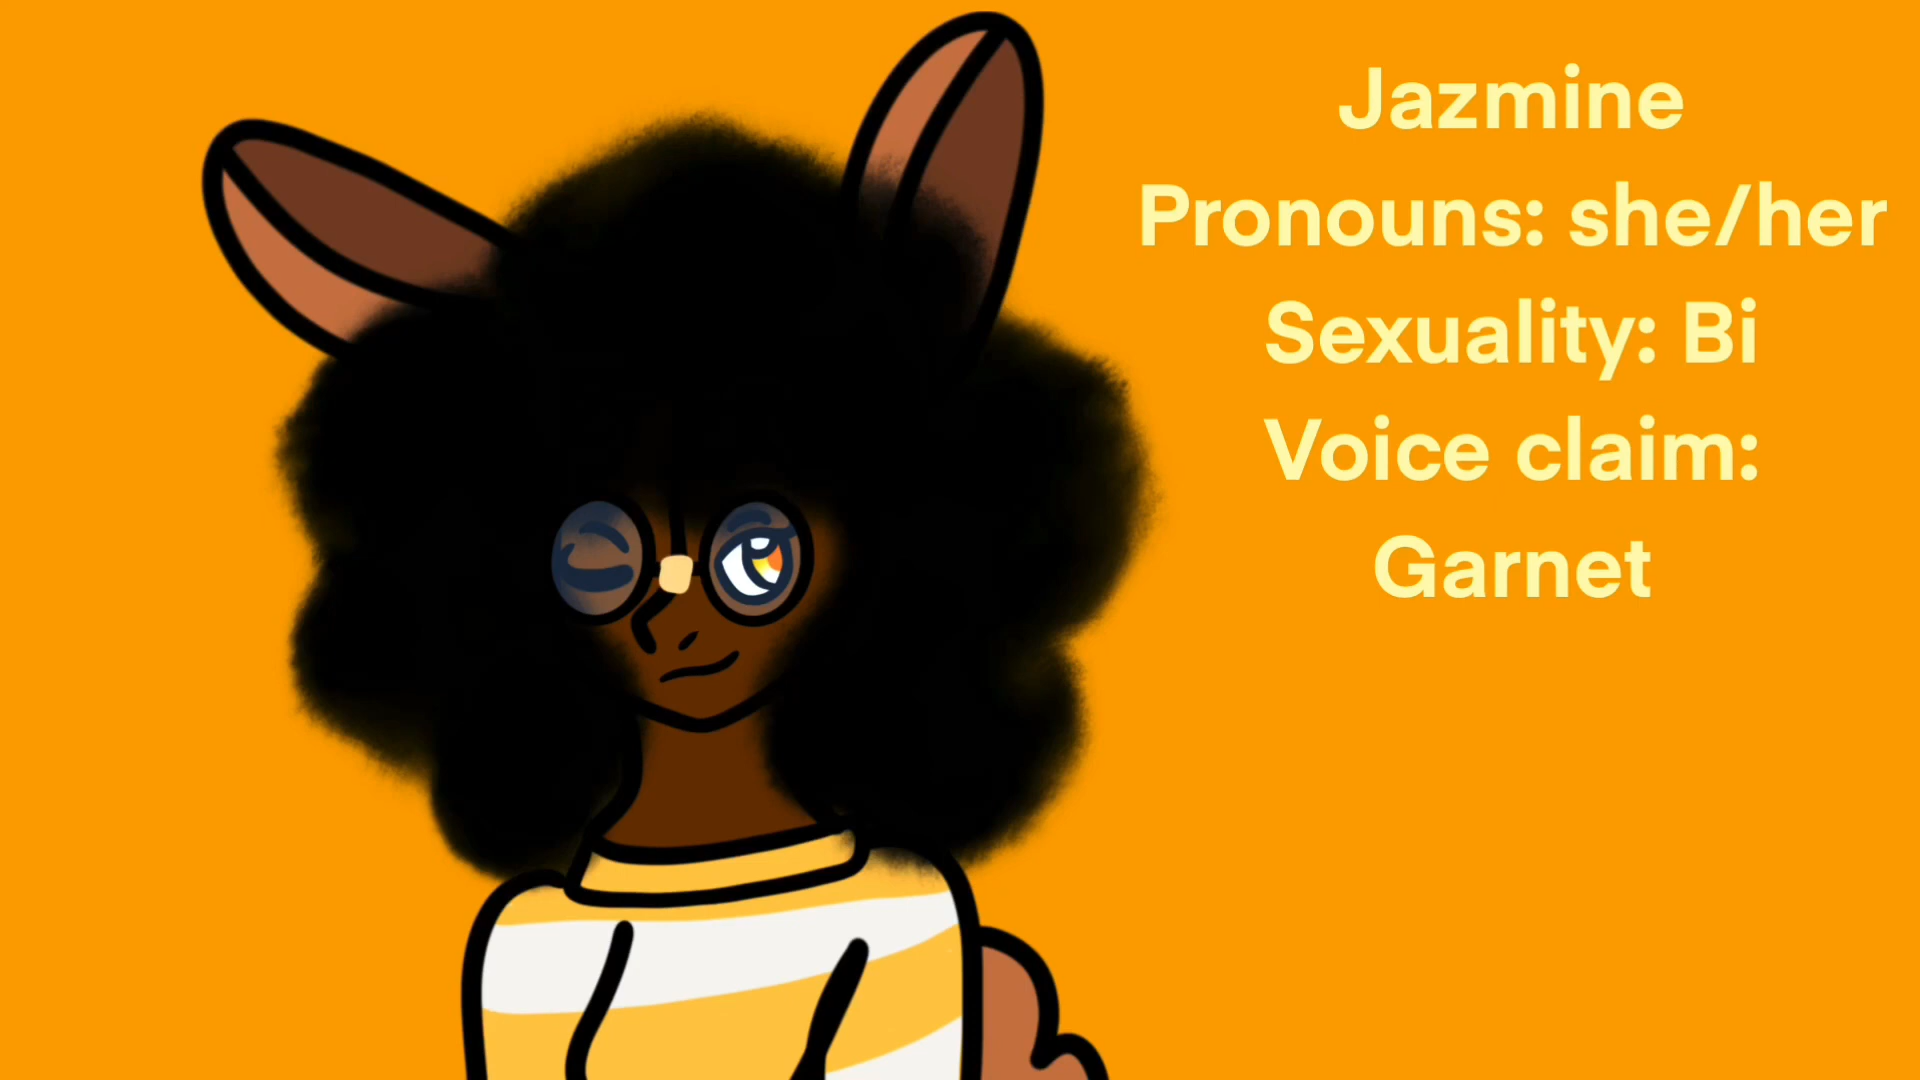 Jazmine
Pronouns: she/her
Sexuality: Bi
Voice claim:
Garnet